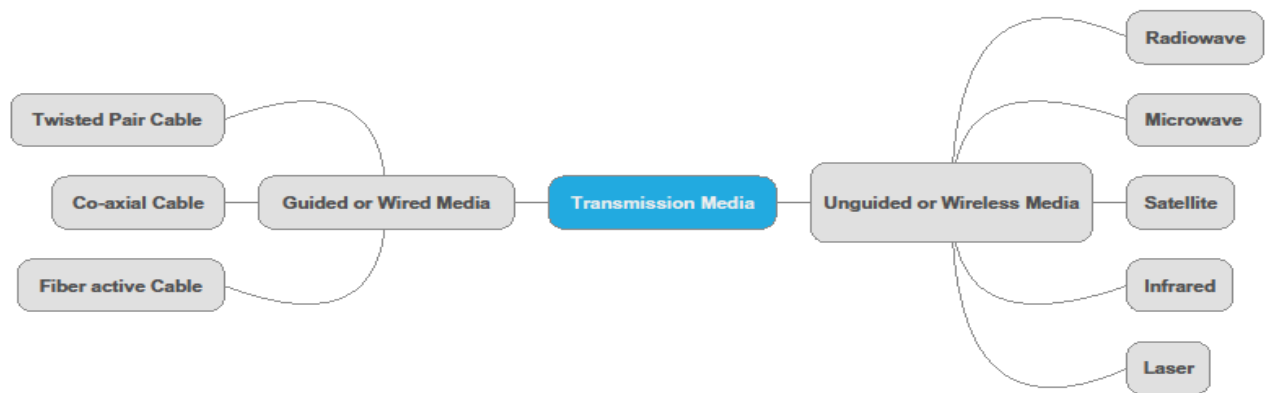 Radiowave
Twisted Pair Cable
Microwave
Co-axial Cable
Guided or Wired Media
Transmission Media
Unguided or Wireless Media
Satellite
Fiber active Cable
Infrared
Laser